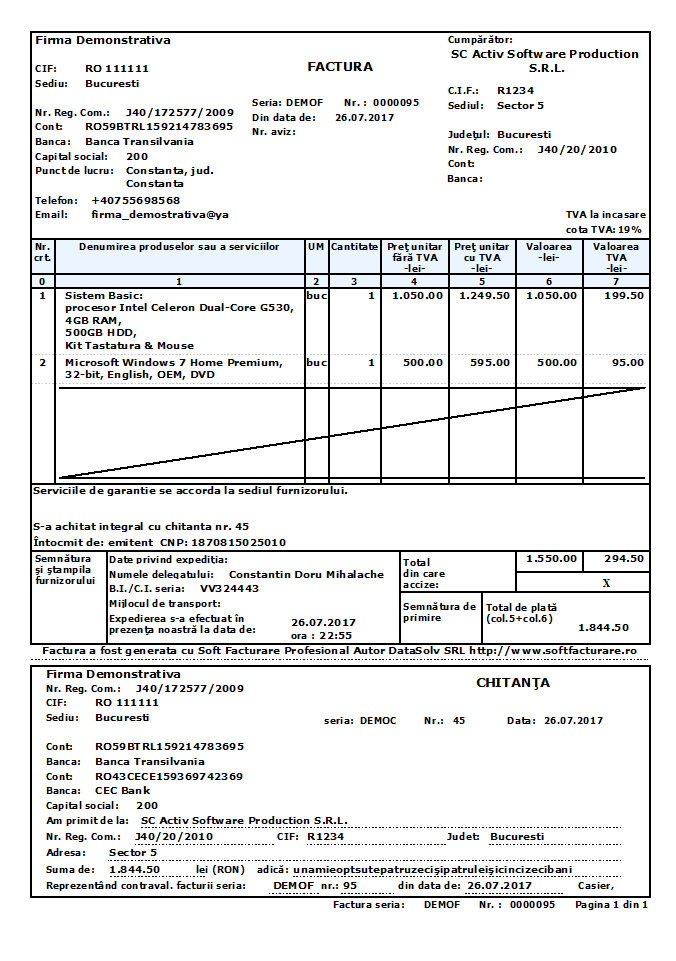 Firma Demonstrativa
CIF: RO 111111
Sediu: Bucuresti
Nr. Reg. Com.: J40/172577/2009
Cont: RO59BTRL159214783695
Banca: Banca Transilvania
Capital social: 200
Punct de lucru: Constanta, jud.
Constanta
Telefon: +40755698568
Email: firma_demostrativa@ya
FACTURA
Seria: DEMOF Nr. : 0000095
Din data de: 26.07.2017
Nr. aviz:
Cumpărător:
SC Activ Software Production
S.R.L.
C.I.F.: R1234
Sediul: Sector 5
Judeţul: Bucuresti
Nr. Reg. Com.: J40/20/2010
Cont:
Banca:
TVA la incasare
cota TVA: 19%
Nr. crt. Denumirea produselor sau a serviciilor UM Cantitate Preţ unitar fără TVA -lei- Preţ unitar cu TVA -lei- Valoarea -lei- Valoarea TVA -lei-
0 1 2 3 4 5 6 7
1 Sistem Basic: buc 1 1.050.00 1.249.50 1.050.00 199.50
procesor Intel Celeron Dual-Core G530,
4GB RAM,
500GB HDD,
Kit Tastatura & Mouse
2 Microsoft Windows 7 Home Premium, buc 1 500.00 595.00 500.00 95.00
32-bit, English, OEM, DVD
Serviciile de garantie se accorda la sediul furnizorului.
S-a achitat integral cu chitanta nr. 45
Întocmit de: emitent CNP: 1870815025010
Semnătura
şi ştampila
furnizorului
Date privind expediţia:
Numele delegatului: Constantin Doru Mihalache
B.I./C.I. seria: VV324443
Mijlocul de transport:
Expedierea s-a efectuat în
prezenţa noastră la data de: 26.07.2017
ora : 22:55
Total 1.550.00 294.50
din care
accize: X
Semnătura de
primire
Total de plată
(col.5+col.6)
1.844.50
Factura a fost generata cu Soft Facturare Profesional Autor DataSolv SRL http://www.softfacturare.ro
Firma Demonstrativa
Nr. Reg. Com.: J40/172577/2009
CIF: RO 111111
Sediu: Bucuresti
CHITANŢA
seria: DEMOC Nr.: 45 Data: 26.07.2017
Cont: RO59BTRL159214783695
Banca: Banca Transilvania
Cont: RO43CECE159369742369
Banca: CEC Bank
Capital social: 200
Am primit de la: SC Activ Software Production S.R.L.
Nr. Reg. Com.: J40/20/2010 CIF: R1234 Judet: Bucuresti
Adresa: Sector 5
Suma de: 1.844.50 lei (RON) adică: unamieoptsutepatruzecişipatruleişicincizecibani
Reprezentând contraval. facturii seria: DEMOF nr.: 95 din data de: 26.07.2017 Casier,
Factura seria: DEMOF Nr. : 0000095 Pagina 1 din 1